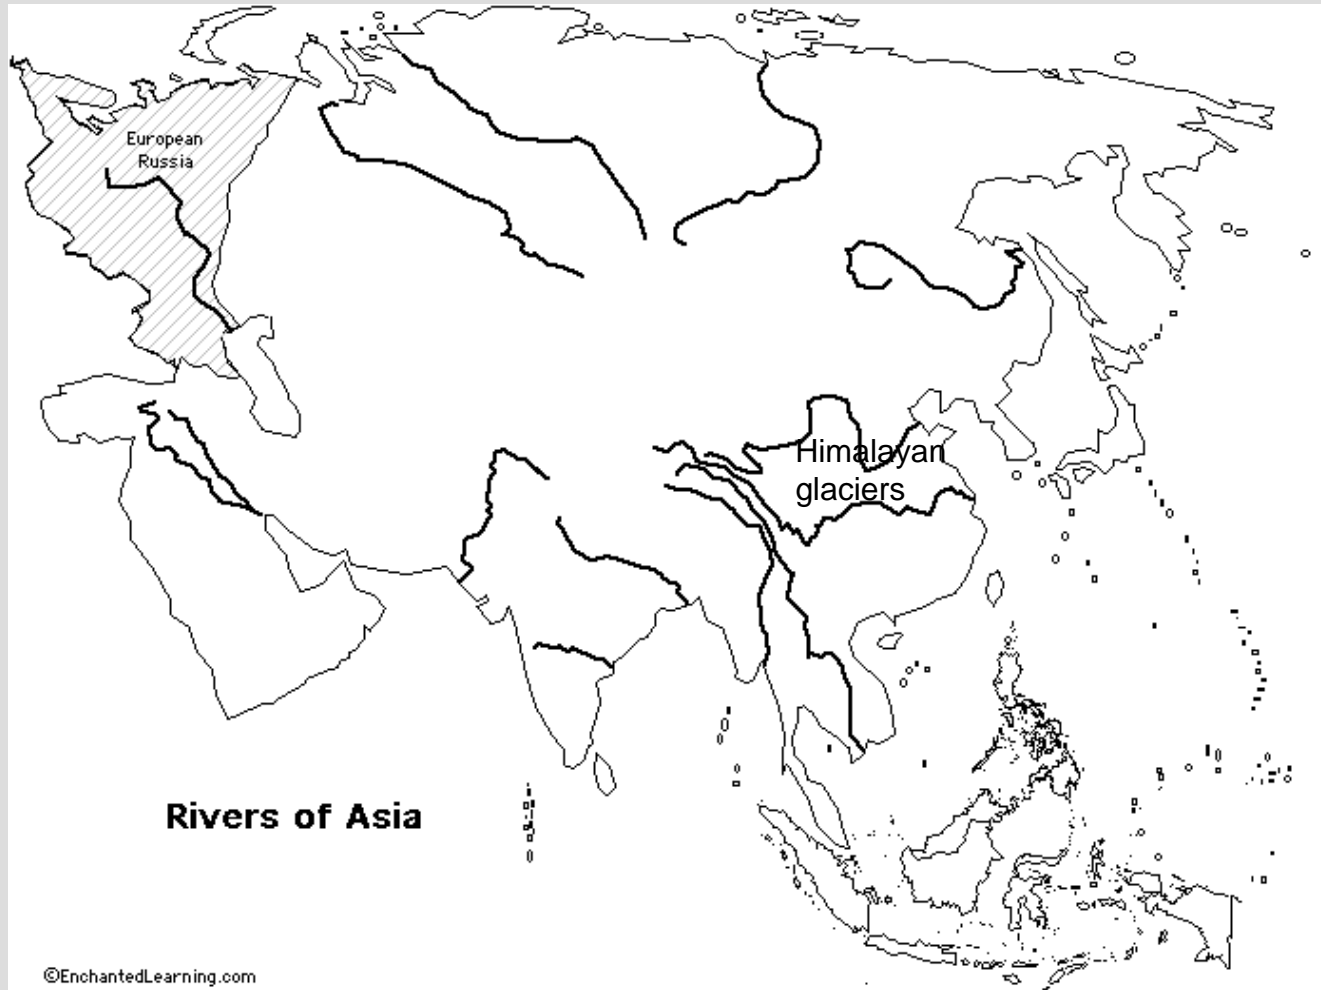 European
Russia
Himalayan
glaciers
Rivers of Asia
©EnchantedLearning.com